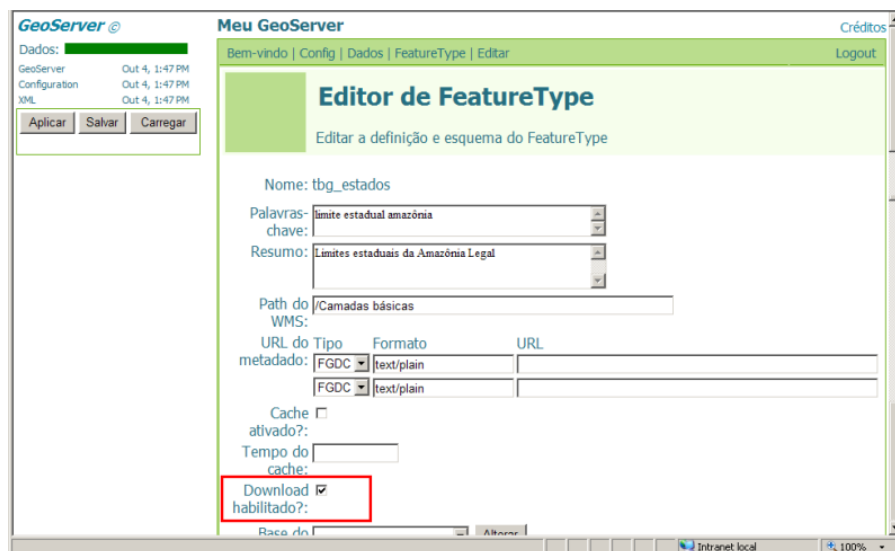 GeoServer ©
Dados:
GeoServer Out 4, 1:47 PM
Configuration Out 4, 1:47 PM
XML Out 4, 1:47 PM
Aplicar Salvar Carregar
Meu GeoServer Créditos
Bem-vindo | Config | Dados | FeatureType | Editar Logout
Editor de FeatureType
Editar a definição e esquema do FeatureType
Nome: tbg_estados
Palavras-
chave: limite estadual amazônia
Resumo: Limites estaduais da Amazônia Legal
Path do
WMS: /Camadas básicas
URL do
metadado: Tipo Formato URL
FGDC text/plain
FGDC text/plain
Cache
ativado?:
Tempo do
cache:
Download
habilitado?:
Base do Alterar
Intranet local 100%